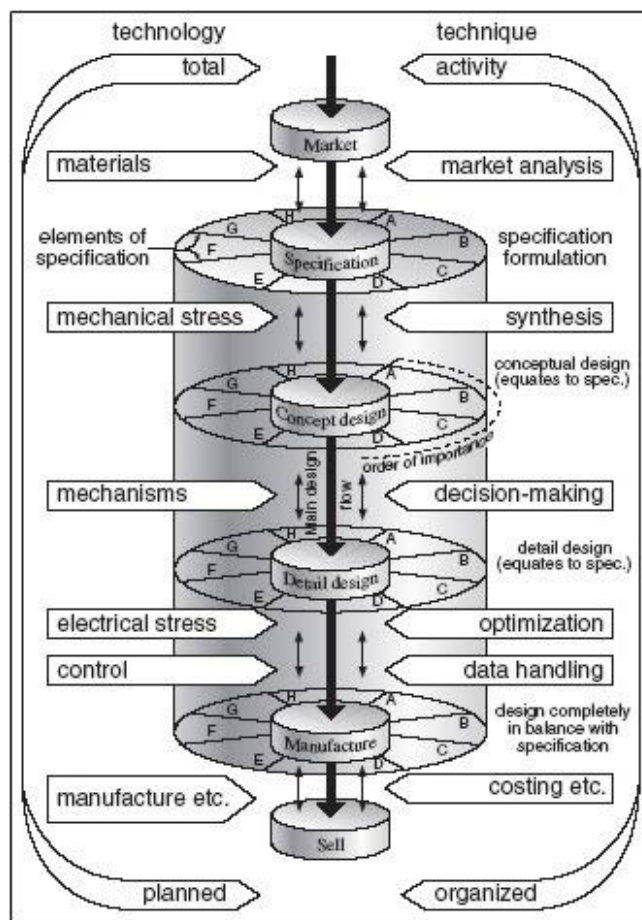 technology technique
total activity
Market
materials market analysis
H A
G B
elements of
specification
F Specification C
E D
specification
formulation
mechanical stress synthesis
conceptual design
(equates to spec.)
H A
G B
F Concept design C
E D
order of importance
Main design
flow
mechanisms decision-making
H A
G B
F Detail design C
E D
detail design
(equates to spec.)
electrical stress optimization
control data handling
H A
G B
F Manufacture C
E D
design completely
in balance with
specification
manufacture etc. costing etc.
Sell
planned organized